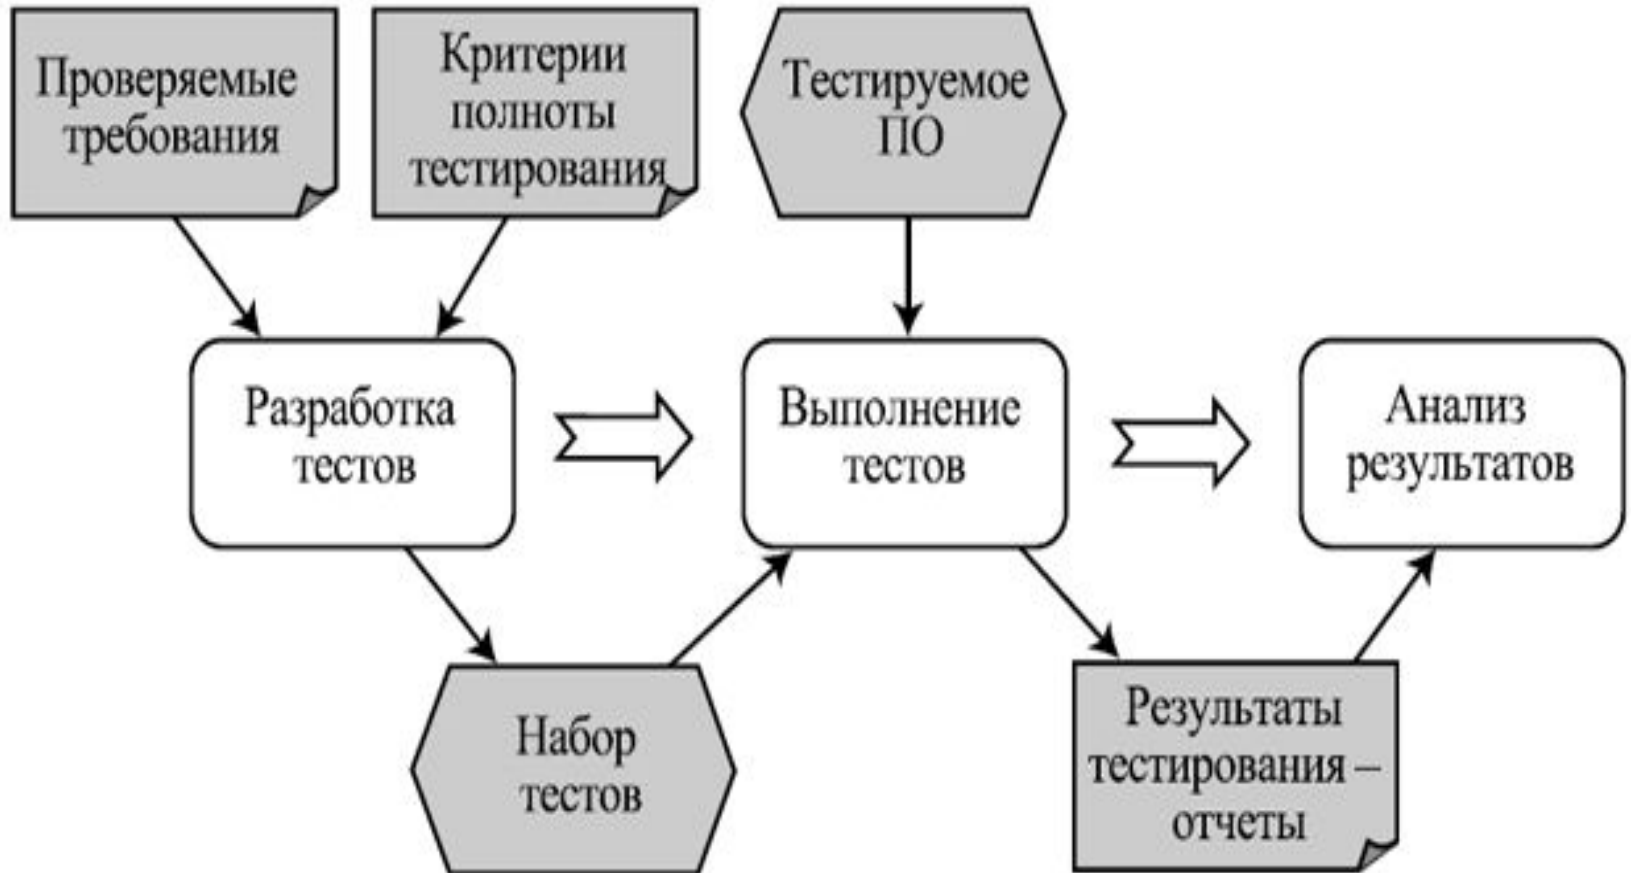 Проверяемые
требования
Критерии
полноты
тестирования
Тестируемое
ПО
Разработка
тестов
Выполнение
тестов
Анализ
результатов
Набор
тестов
Результаты
тестирования –
отчеты